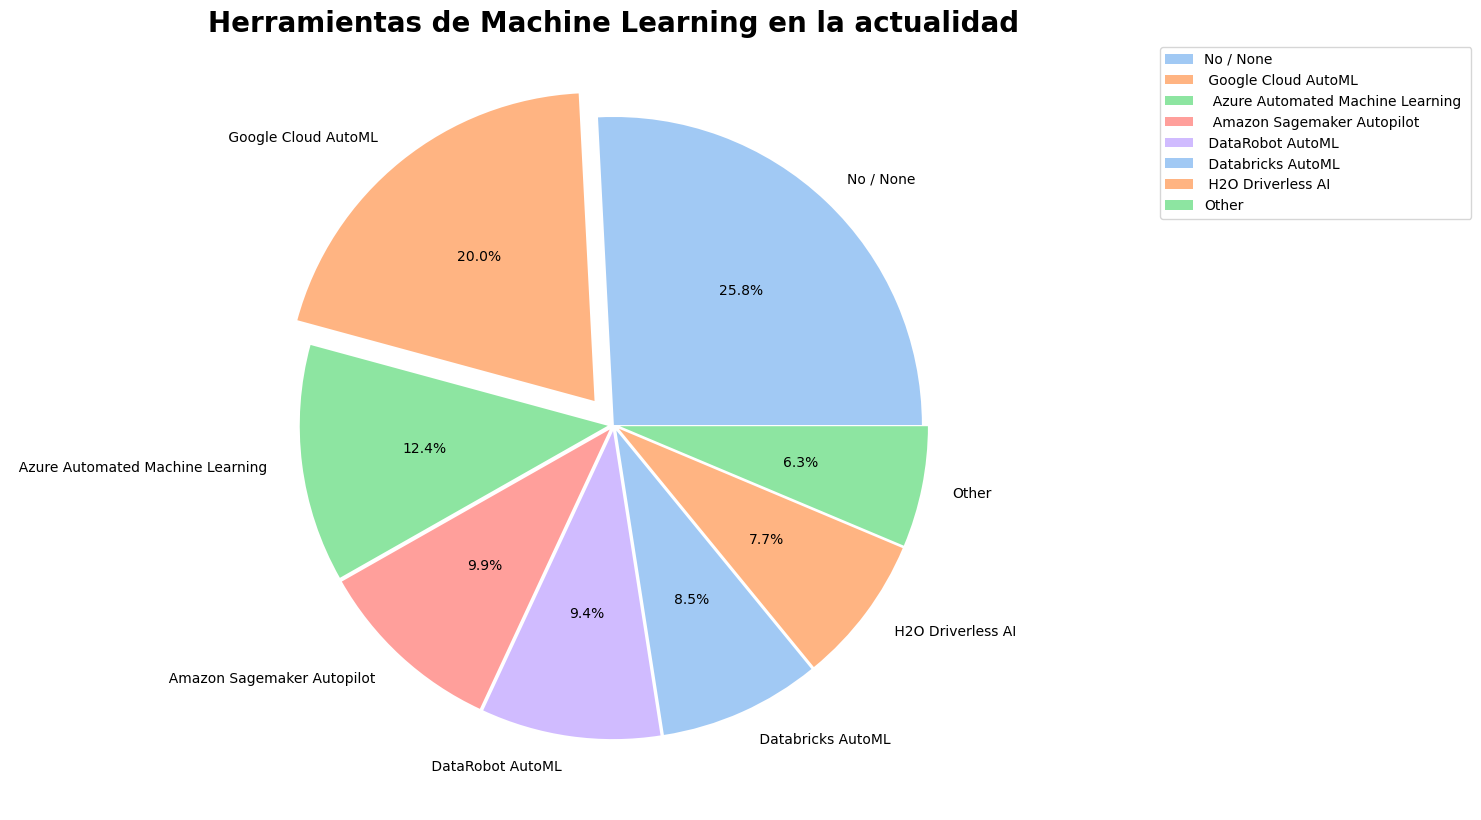 Herramientas de Machine Learning en la actualidad
No / None
Google Cloud AutoML
Azure Automated Machine Learning
Amazon Sagemaker Autopilot
DataRobot AutoML
Databricks AutoML
H2O Driverless AI
Other
Google Cloud AutoML
No / None
20.0%
25.8%
12.4%
Azure Automated Machine Learning
6.3%
Other
9.9%
7.7%
9.4%
8.5%
H2O Driverless AI
Amazon Sagemaker Autopilot
Databricks AutoML
DataRobot AutoML